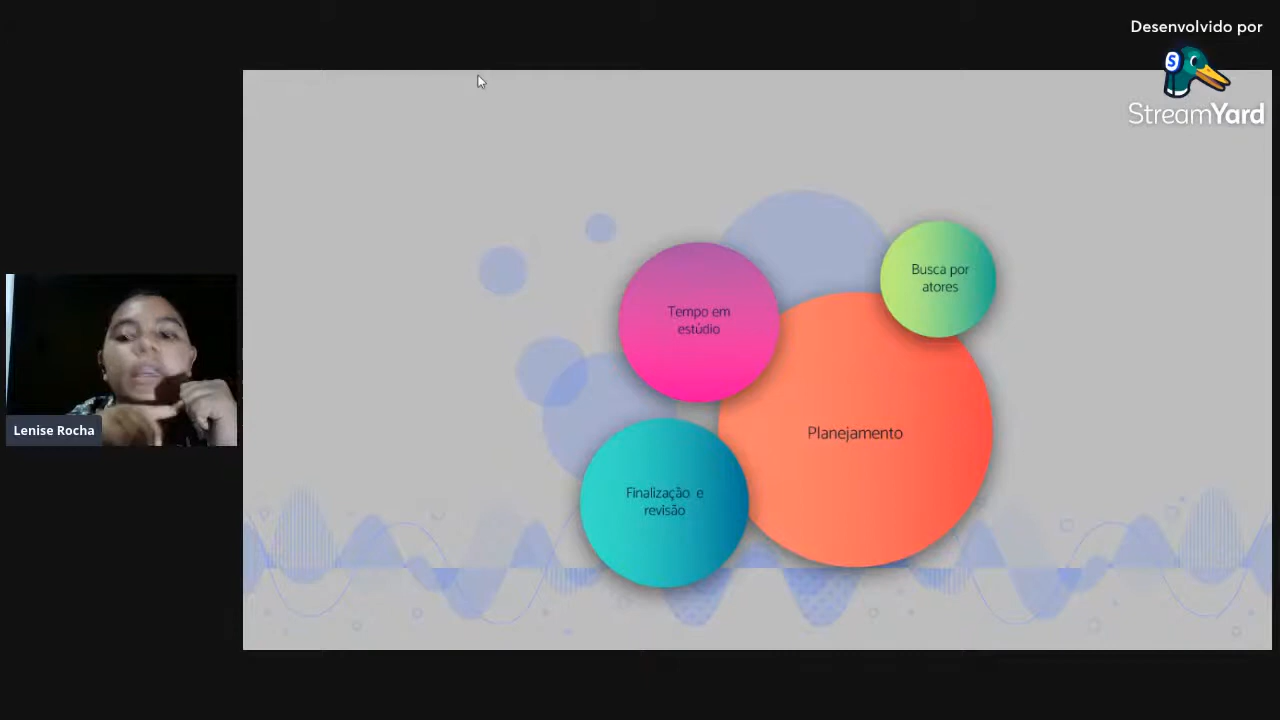 Desenvolvido por
S
StreamYard
Busca por
atores
Tempo em
estúdio
Planejamento
Lenise Rocha
Finalização e
revisão